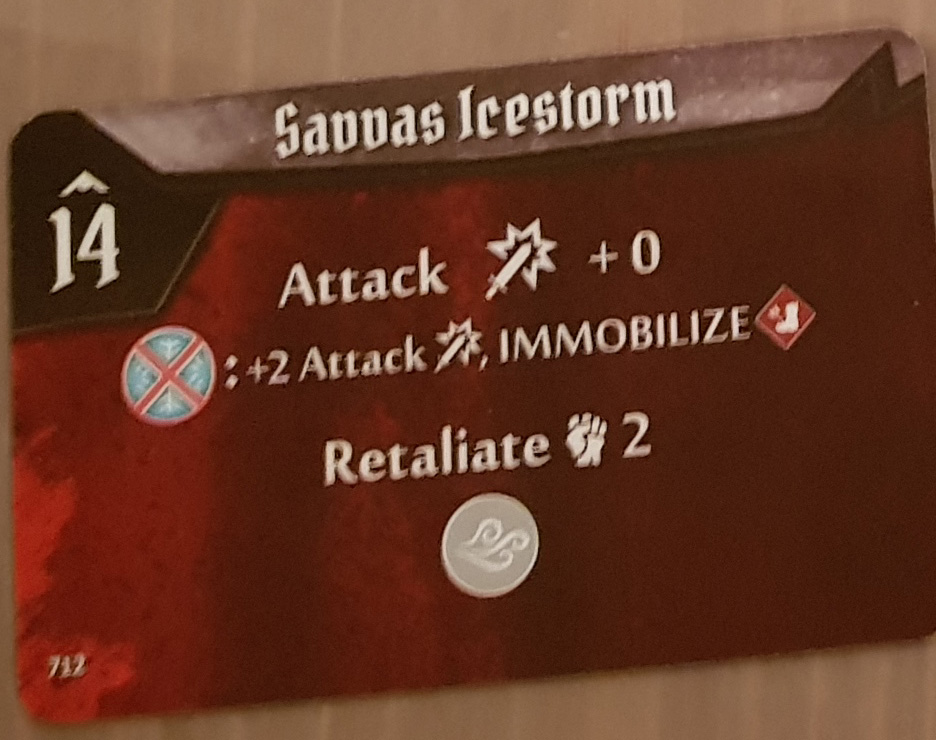 Savvas Icestorm
14
Attack + 0
: +2 Attack , IMMOBILIZE
Retaliate 2
712